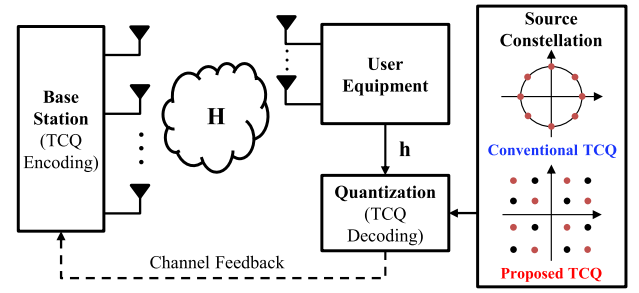 Base
Station
(TCQ
Encoding)
H
User
Equipment
h
Quantization
(TCQ
Decoding)
Channel Feedback
Source
Constellation
Conventional TCQ
Proposed TCQ